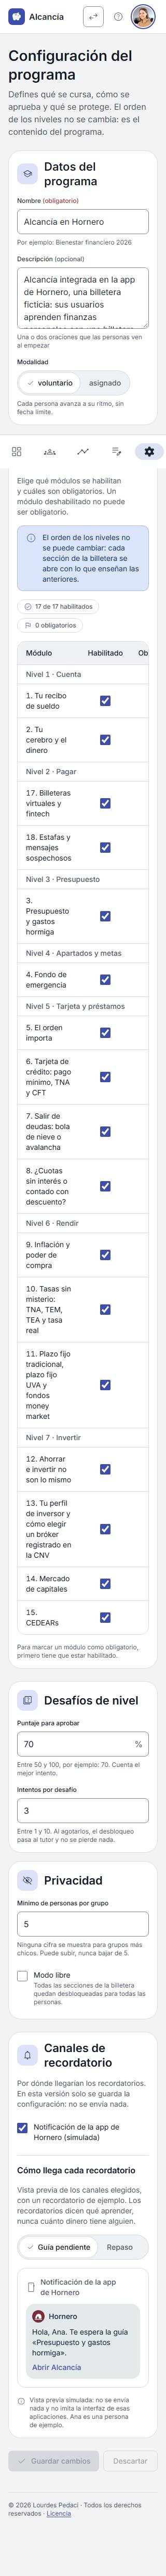 Alcancía
Configuración del
programa
Defines qué se cursa, cómo se
aprueba y qué se protege. El orden
de los niveles no se cambia: es el
contenido del programa.
Datos del
programa
Nombre (obligatorio)
Alcancía en Hornero
Por ejemplo: Bienestar financiero 2026
Descripción (opcional)
Alcancía integrada en la app
de Hornero, una billetera
ficticia: sus usuarios
aprenden finanzas
Una o dos oraciones que las personas ven
al empezar
Modalidad
voluntario
asignado
Cada persona avanza a su ritmo, sin
fecha límite.
Elige qué módulos se habilitan
y cuáles son obligatorios. Un
módulo deshabilitado no puede
ser obligatorio.
El orden de los niveles no
se puede cambiar: cada
sección de la billetera se
abre con lo que enseñan las
anteriores.
17 de 17 habilitados
0 obligatorios
Módulo Habilitado Ob
Nivel 1 · Cuenta
1. Tu recibo
de sueldo
2. Tu
cerebro y el
dinero
Nivel 2 · Pagar
17. Billeteras
virtuales y
fintech
18. Estafas y
mensajes
sospechosos
Nivel 3 · Presupuesto
3.
Presupuesto
y gastos
hormiga
Nivel 4 · Apartados y metas
4. Fondo de
emergencia
Nivel 5 · Tarjeta y préstamos
5. El orden
importa
6. Tarjeta de
crédito: pago
mínimo, TNA
y CFT
7. Salir de
deudas: bola
de nieve o
avalancha
8. ¿Cuotas
sin interés o
contado con
descuento?
Nivel 6 · Rendir
9. Inflación y
poder de
compra
10. Tasas sin
misterio:
TNA, TEM,
TEA y tasa
real
11. Plazo fijo
tradicional,
plazo fijo
UVA y
fondos
money
market
Nivel 7 · Invertir
12. Ahorrar
e invertir no
son lo mismo
13. Tu perfil
de inversor y
cómo elegir
un bróker
registrado en
la CNV
14. Mercado
de capitales
15.
CEDEARs
Para marcar un módulo como obligatorio,
primero tiene que estar habilitado.
Desafíos de nivel
Puntaje para aprobar
70 %
Entre 50 y 100, por ejemplo: 70. Cuenta el
mejor intento.
Intentos por desafío
3
Entre 1 y 10. Al agotarlos, el desbloqueo
pasa al tutor y no se pierde nada.
Privacidad
Mínimo de personas por grupo
5
Ninguna cifra se muestra para grupos más
chicos. Puede subir, nunca bajar de 5.
Modo libre
Todas las secciones de la billetera
quedan desbloqueadas para todas las
personas.
Canales de
recordatorio
Por dónde llegarían los recordatorios.
En esta versión solo se guarda la
configuración: no se envía nada.
Notificación de la app de
Hornero (simulada)
Cómo llega cada recordatorio
Vista previa de los canales elegidos,
con un recordatorio de ejemplo. Los
recordatorios dicen qué aprender,
nunca cuánto dinero tiene alguien.
Guía pendiente
Repaso
Notificación de la app
de Hornero
Hornero
Hola, Ana. Te espera la guía
«Presupuesto y gastos
hormiga».
Abrir Alcancía
Vista previa simulada: no se envía
nada y no imita la interfaz de esas
aplicaciones. Ana es una persona
de ejemplo.
Guardar cambios
Descartar
© 2026 Lourdes Pedaci · Todos los derechos
reservados · Licencia